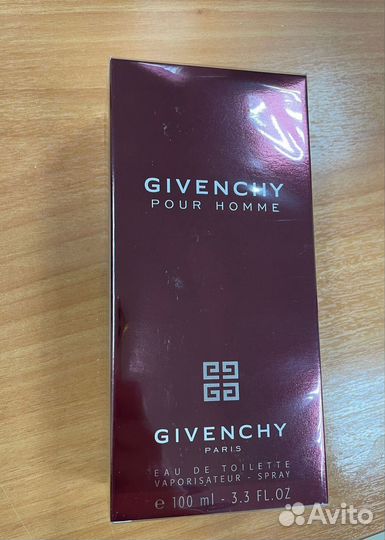 GIVENCHY
POUR HOMME
GIVENCHY
PARIS
EAU DE TOILETTE
VAPORISATEUR - SPRAY
℮ 100 ml - 3.3 FL.OZ
Avito